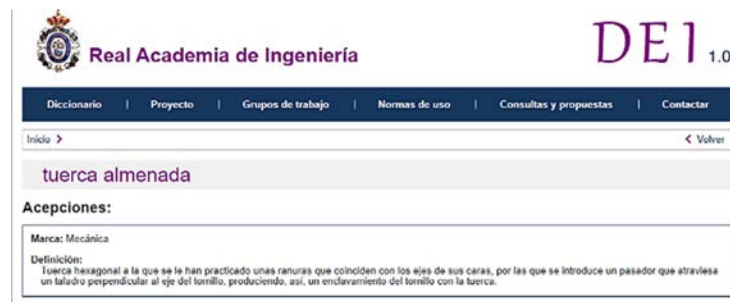 Real Academia de Ingeniería
DEI 1.0
Diccionario | Proyecto | Grupos de trabajo | Normas de uso | Consultas y propuestas | Contactar
Inicio > < Volver
tuerca almenada
Acepciones:
Marca: Mecánica
Definición:
Tuerca hexagonal a la que se le han practicado unas ranuras que coinciden con los ejes de sus caras, por las que se introduce un pasador que atraviesa
un taladro perpendicular al eje del tornillo, produciendo, así, un enclavamiento del tornillo con la tuerca.